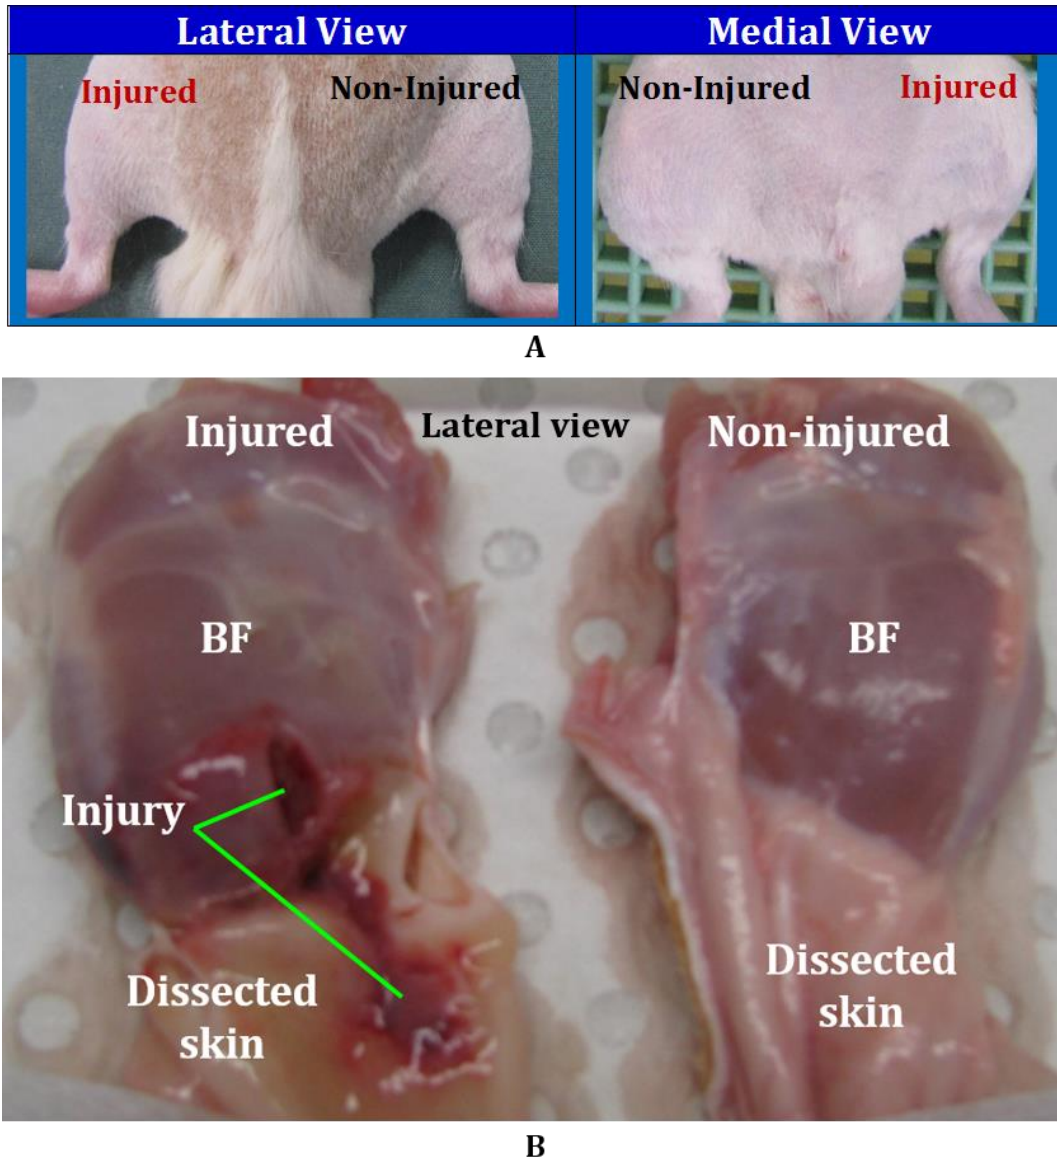 Lateral View
Medial View
Injured
Non-Injured
Non-Injured
Injured
A
Injured
Lateral view
Non-injured
BF
BF
Injury
Dissected
skin
Dissected
skin
B